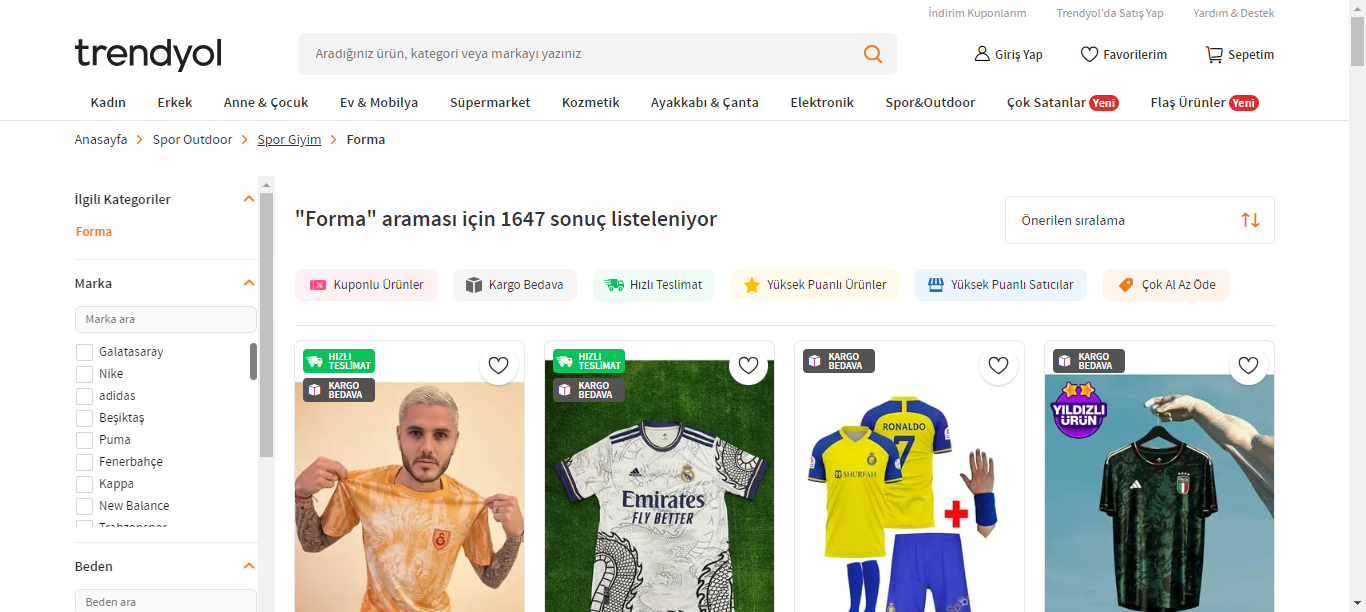 İndirim Kuponlarım
Trendyol'da Satış Yap
Yardım & Destek
trendyol
Aradığınız ürün, kategori veya markayı yazınız
Giriş Yap
Favorilerim
Sepetim
Kadın
Erkek
Anne & Çocuk
Ev & Mobilya
Süpermarket
Kozmetik
Ayakkabı & Çanta
Elektronik
Spor&Outdoor
Çok Satanlar Yeni
Flaş Ürünler Yeni
Anasayfa > Spor Outdoor > Spor Giyim > Forma
İlgili Kategoriler
Forma
Marka
Marka ara
Galatasaray
Nike
adidas
Beşiktaş
Puma
Fenerbahçe
Kappa
New Balance
Trabzonspor
Beden
Beden ara
"Forma" araması için 1647 sonuç listeleniyor
Önerilen sıralama
Kuponlu Ürünler
Kargo Bedava
Hızlı Teslimat
Yüksek Puanlı Ürünler
Yüksek Puanlı Satıcılar
Çok Al Az Öde
HIZLI
TESLİMAT
KARGO
BEDAVA
HIZLI
TESLİMAT
KARGO
BEDAVA
Emirates
FLY BETTER
KARGO
BEDAVA
RONALDO
7
SHURFAH
KARGO
BEDAVA
YILDIZLI
ÜRÜN